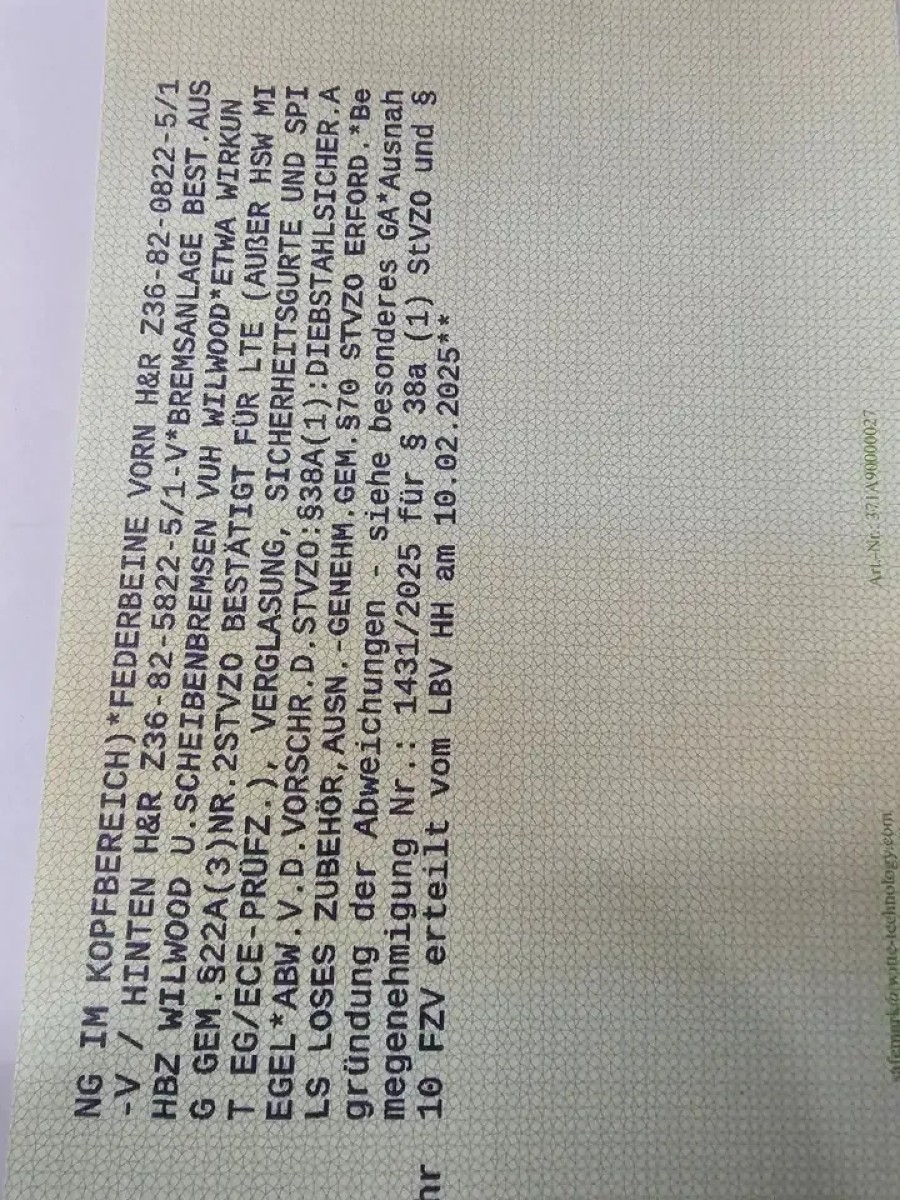 NG IM KOPFBEREICH)*FEDERBEINE VORN H&R Z36-82-0822-5/1
-V / HINTEN H&R Z36-82-5822-5/1-V*BREMSANLAGE BEST.AUS
HBZ WILWOOD U.SCHEIBENBREMSEN VUH WILWOOD*ETWA WIRKUN
G GEM.§22A(3)NR.2STVZO BESTÄTIGT FÜR LTE (AUßER HSW MI
T EG/ECE-PRÜFZ.), VERGLASUNG, SICHERHEITSGURTE UND SPI
EGEL*ABW.V.D.VORSCHR.D.STVZO:§38A(1):DIEBSTAHLSICHER.A
LS LOSES ZUBEHÖR,AUSN.-GENEHM.GEM.§70 STVZO ERFORD.*Be
gründung der Abweichungen - siehe besonderes GA*Ausnah
megenehmigung Nr.: 1431/2025 für § 38a (1) StVZO und §
hr 10 FZV erteilt vom LBV HH am 10.02.2025**
Art.-Nr.: 371A90000027